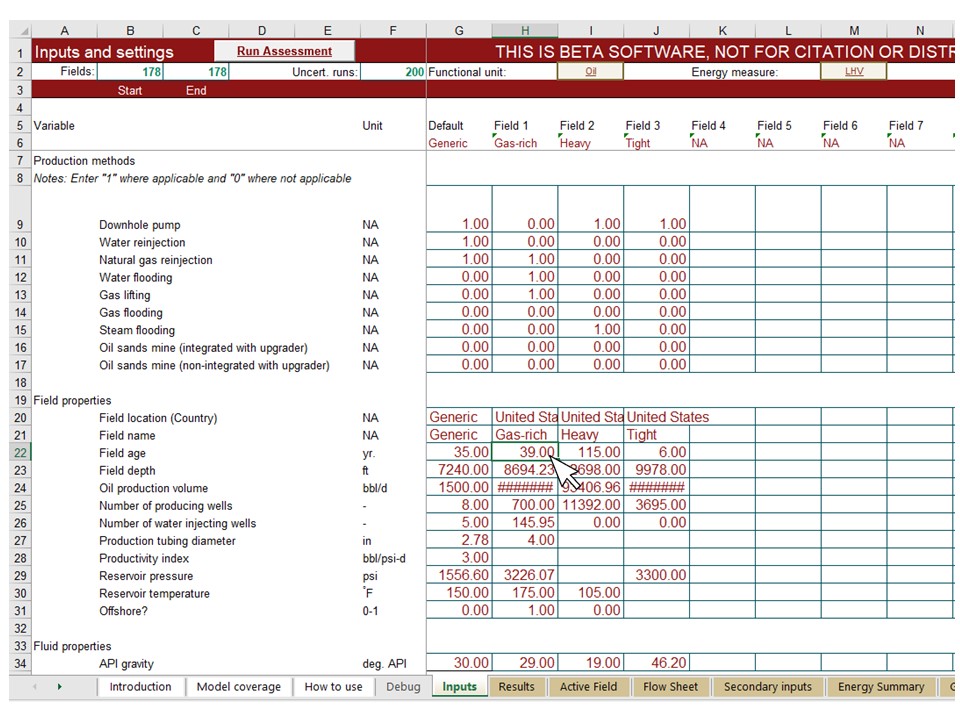 A B C D E F G H I J K L M N
1 Inputs and settings Run Assessment THIS IS BETA SOFTWARE, NOT FOR CITATION OR DISTR
2 Fields: 178 178 Uncert. runs: 200 Functional unit: Oil Energy measure: LHV
3 Start End
4
5 Variable Unit Default Field 1 Field 2 Field 3 Field 4 Field 5 Field 6 Field 7
6 Generic Gas-rich Heavy Tight NA NA NA NA
7 Production methods
8 Notes: Enter "1" where applicable and "0" where not applicable
9 Downhole pump NA 1.00 0.00 1.00 1.00
10 Water reinjection NA 1.00 0.00 0.00 0.00
11 Natural gas reinjection NA 1.00 1.00 0.00 0.00
12 Water flooding NA 0.00 1.00 0.00 0.00
13 Gas lifting NA 0.00 1.00 0.00 0.00
14 Gas flooding NA 0.00 0.00 0.00 0.00
15 Steam flooding NA 0.00 0.00 1.00 0.00
16 Oil sands mine (integrated with upgrader) NA 0.00 0.00 0.00 0.00
17 Oil sands mine (non-integrated with upgrader) NA 0.00 0.00 0.00 0.00
18
19 Field properties
20 Field location (Country) NA Generic United Sta United Sta United States
21 Field name NA Generic Gas-rich Heavy Tight
22 Field age yr. 35.00 39.00 115.00 6.00
23 Field depth ft 7240.00 8694.23 698.00 9978.00
24 Oil production volume bbl/d 1500.00 ####### 406.96 #######
25 Number of producing wells - 8.00 700.00 11392.00 3695.00
26 Number of water injecting wells - 5.00 145.95 0.00 0.00
27 Production tubing diameter in 2.78 4.00
28 Productivity index bbl/psi-d 3.00
29 Reservoir pressure psi 1556.60 3226.07 3300.00
30 Reservoir temperature °F 150.00 175.00 105.00
31 Offshore? 0-1 0.00 1.00 0.00
32
33 Fluid properties
34 API gravity deg. API 30.00 29.00 19.00 46.20
Introduction Model coverage How to use Debug Inputs Results Active Field Flow Sheet Secondary inputs Energy Summary